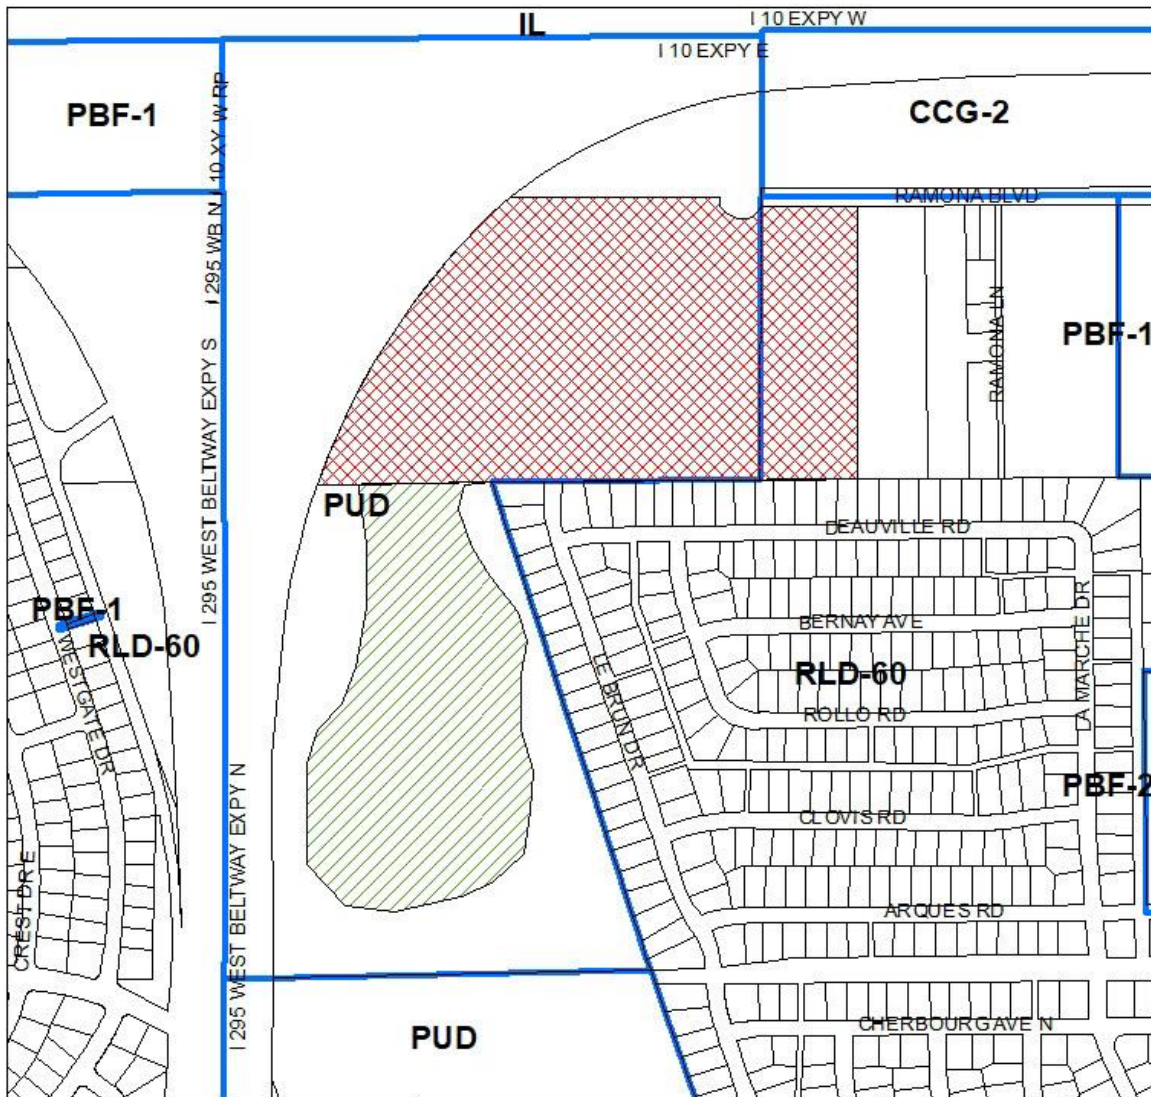 IL
I 10 EXPY W
I 10 EXPY E
PBF-1
CCG-2
I 295 WB N I 10 XY W RP
RAMONA BLVD
RAMONA LN
PBF-1
I 295 WEST BELTWAY EXPY S
PUD
DEAUVILLE RD
PBF-1
RLD-60
WESTGATE DR
BERNAY AVE
LE BRUN DR
RLD-60
LA MARCHE DR
ROLLO RD
PBF-2
CLOVIS RD
CREST DR E
I 295 WEST BELTWAY EXPY N
ARQUES RD
PUD
CHERBOURG AVE N